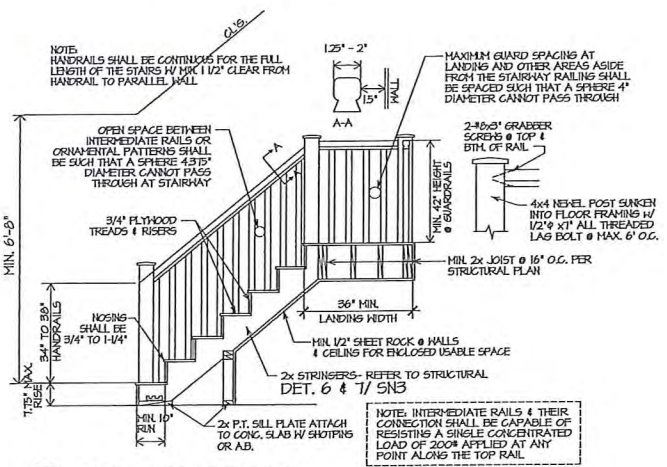 CL'G.
NOTE:
HANDRAILS SHALL BE CONTINUOS FOR THE FULL
LENGTH OF THE STAIRS W/ MIN. 1 1/2" CLEAR FROM
HANDRAIL TO PARALLEL WALL
1.25" - 2"
WALL
1.5"
A-A
MAXIMUM GUARD SPACING AT
LANDING AND OTHER AREAS ASIDE
FROM THE STAIRWAY RAILING SHALL
BE SPACED SUCH THAT A SPHERE 4"
DIAMETER CANNOT PASS THROUGH
OPEN SPACE BETWEEN
INTERMEDIATE RAILS OR
ORNAMENTAL PATTERNS SHALL
BE SUCH THAT A SPHERE 4.375"
DIAMETER CANNOT PASS
THROUGH AT STAIRWAY
A
2-#8x3" GRABBER
SCREWS @ TOP &
BTM. OF RAIL
MIN. 42" HEIGHT
@ GUARDRAILS
4x4 NEWEL POST SUNKEN
INTO FLOOR FRAMING W/
1/2"φ x7" ALL THREADED
LAG BOLT @ MAX. 6' O.C.
3/4" PLYWOOD
TREADS & RISERS
MIN. 6'-8"
MIN. 2x JOIST @ 16" O.C. PER
STRUCTURAL PLAN
36" MIN.
LANDING WIDTH
34" TO 38"
HANDRAILS
NOSING
SHALL BE
3/4" TO 1-1/4"
MIN. 1/2" SHEET ROCK @ WALLS
& CEILING FOR ENCLOSED USABLE SPACE
2x STRINGERS- REFER TO STRUCTURAL
DET. 6 & 7/ SN3
7.75" MAX.
RISE
MIN. 10"
RUN
2x P.T. SILL PLATE ATTACH
TO CONC. SLAB W/ SHOTPINS
OR A.B.
NOTE: INTERMEDIATE RAILS & THEIR
CONNECTION SHALL BE CAPABLE OF
RESISTING A SINGLE CONCENTRATED
LOAD OF 200# APPLIED AT ANY
POINT ALONG THE TOP RAIL